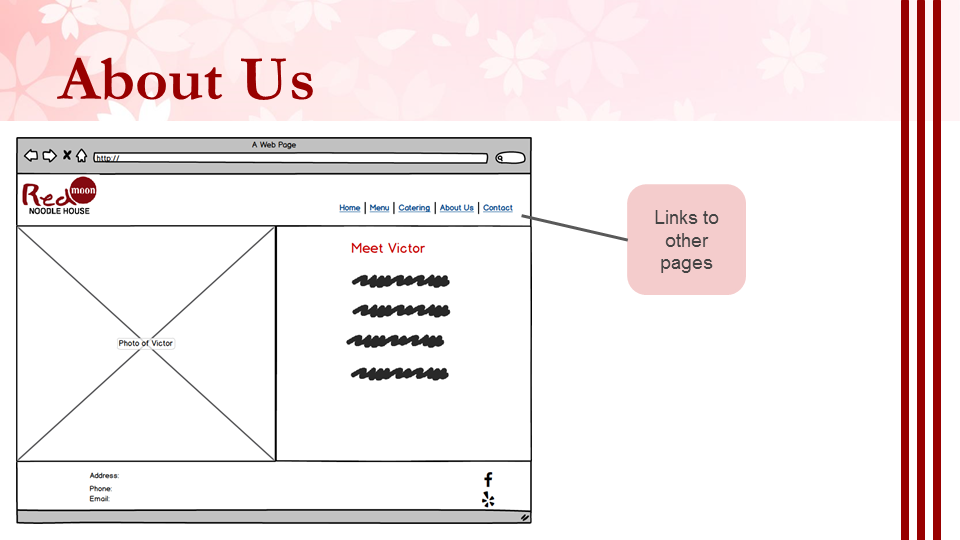 About Us
A Web Page
http://
Red moon
NOODLE HOUSE
Home | Menu | Catering | About Us | Contact
Links to
other
pages
Meet Victor
Photo of Victor
Address:
Phone:
Email: